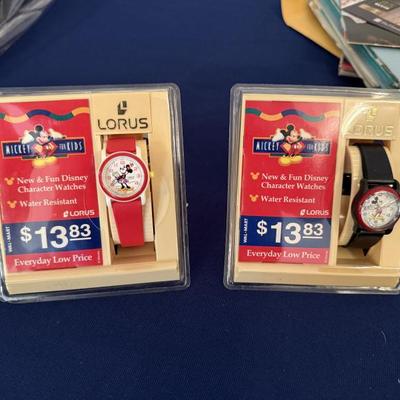 LORUS
MICKEY FOR KIDS
New & Fun Disney
Character Watches
Water Resistant
LORUS
WAL-MART
$13.83
Everyday Low Price
LORUS
MICKEY FOR KIDS
New & Fun Disney
Character Watches
Water Resistant
LORUS
WAL-MART
$13.83
Everyday Low Price